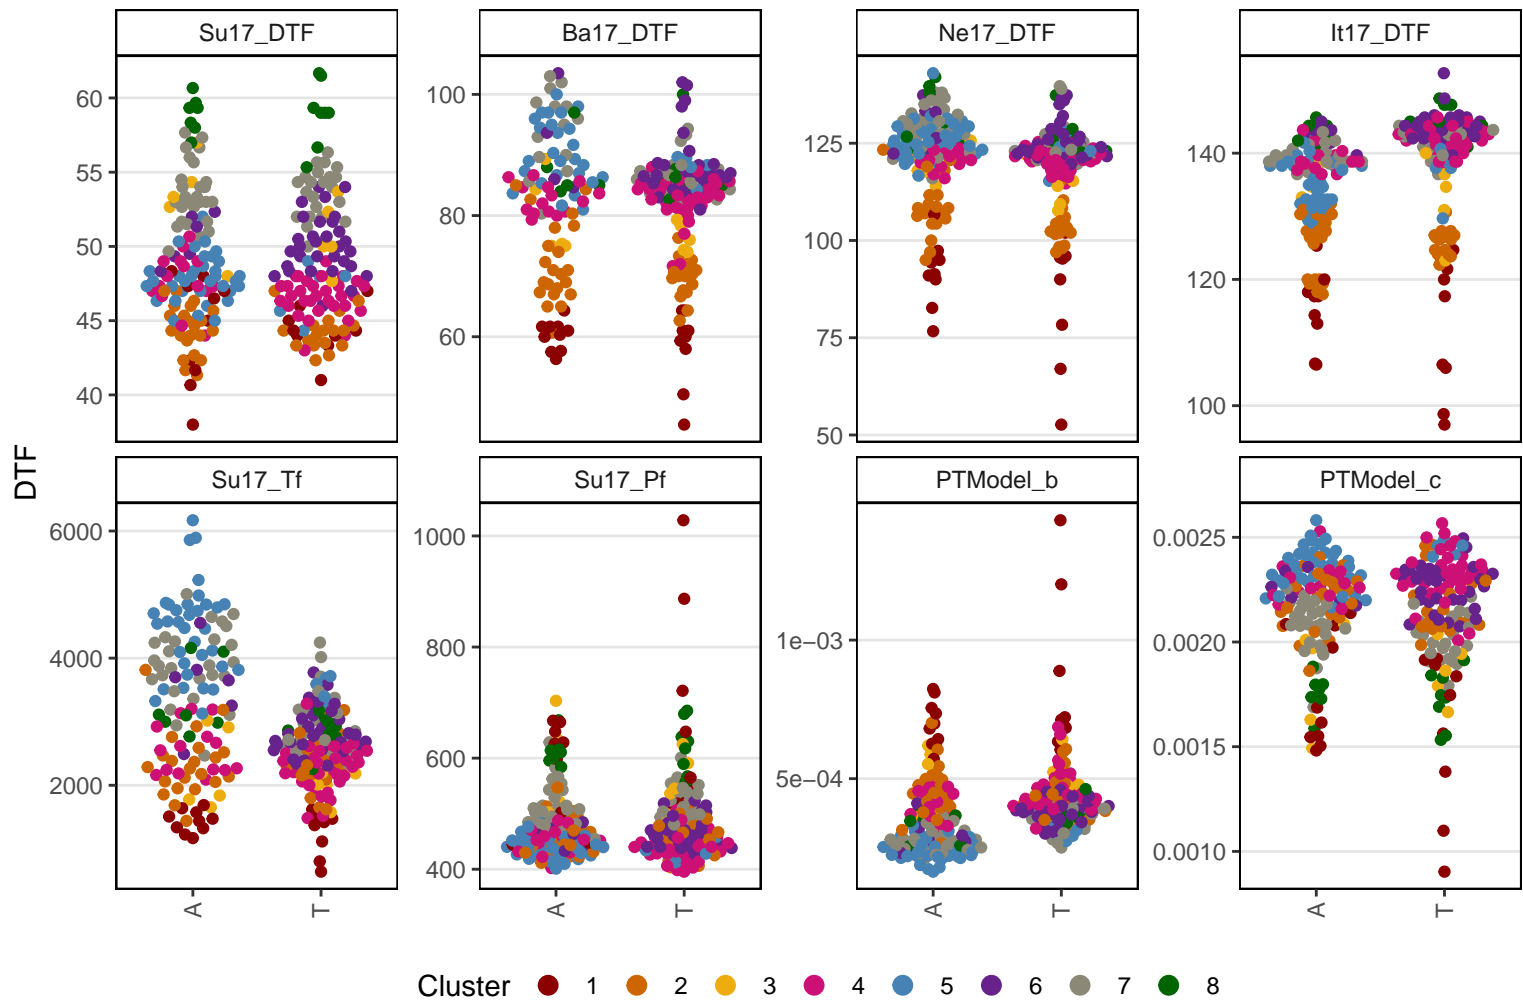 Su17_DTF Ba17_DTF Ne17_DTF It17_DTF
60 55 50 45 40
100 80 60
125 100 75 50
140 120 100
DTF
Su17_Tf Su17_Pf PTModel_b PTModel_c
6000 4000 2000
1000 800 600 400
1e−03 5e−04
0.0025 0.0020 0.0015 0.0010
A T A T A T A T
Cluster 1 2 3 4 5 6 7 8